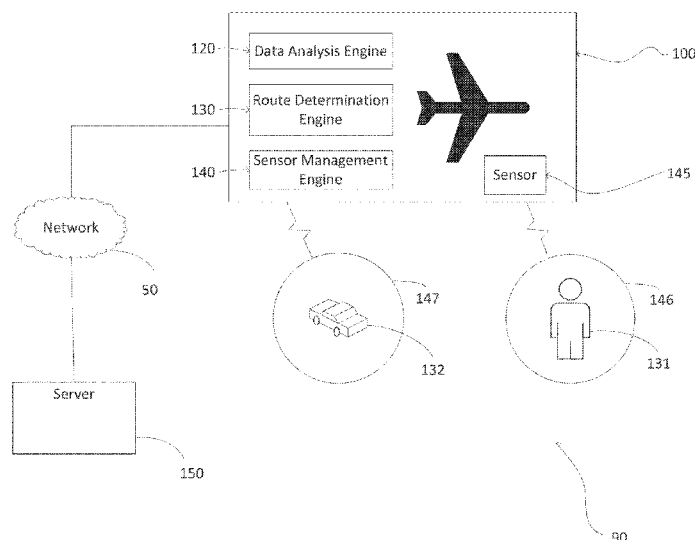 120
Data Analysis Engine
100
130
Route Determination
Engine
140
Sensor Management
Engine
Sensor
145
Network
50
147
132
146
131
Server
150
90